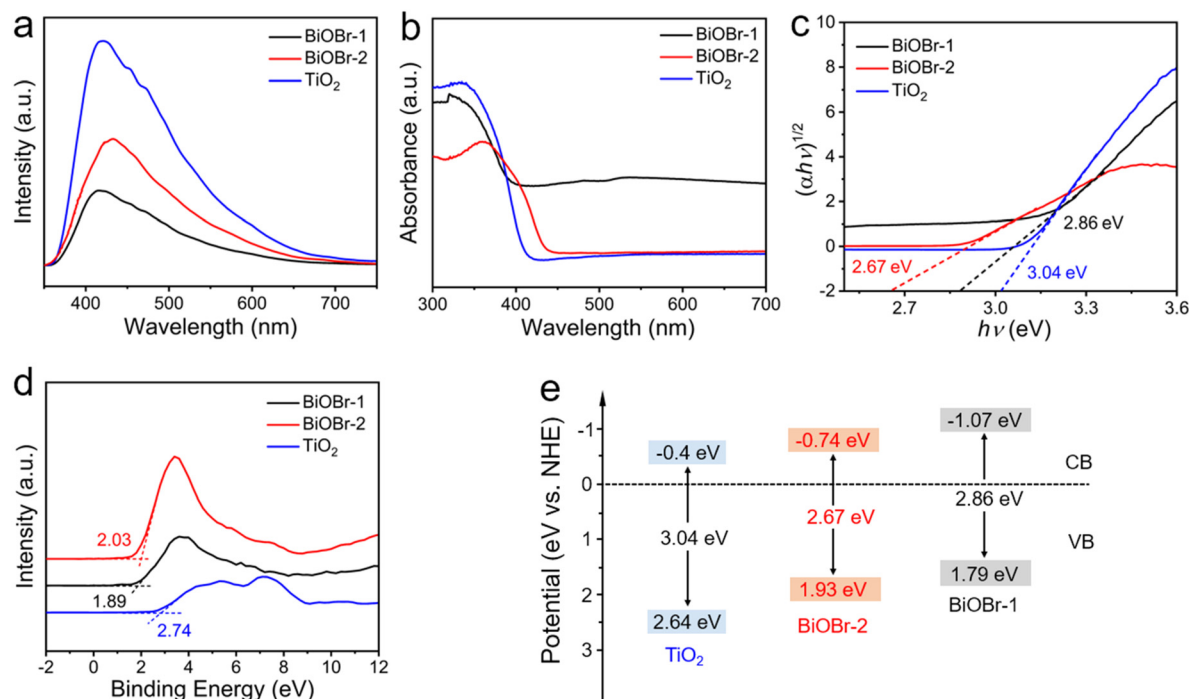 a
BiOBr-1
BiOBr-2
TiO₂
Intensity (a.u.)
400 500 600 700
Wavelength (nm)
b
BiOBr-1
BiOBr-2
TiO₂
Absorbance (a.u.)
300 400 500 600 700
Wavelength (nm)
c
BiOBr-1
BiOBr-2
TiO₂
(αhν)^1/2
10
8
6
4
2
0
-2
2.86 eV
2.67 eV
3.04 eV
2.7 3.0 3.3 3.6
hν (eV)
d
BiOBr-1
BiOBr-2
TiO₂
Intensity (a.u.)
2.03
1.89
2.74
-2 0 2 4 6 8 10 12
Binding Energy (eV)
e
Potential (eV vs. NHE)
-1
0
1
2
3
-0.4 eV
3.04 eV
2.64 eV
TiO₂
-0.74 eV
2.67 eV
1.93 eV
BiOBr-2
-1.07 eV
2.86 eV
1.79 eV
BiOBr-1
CB
VB